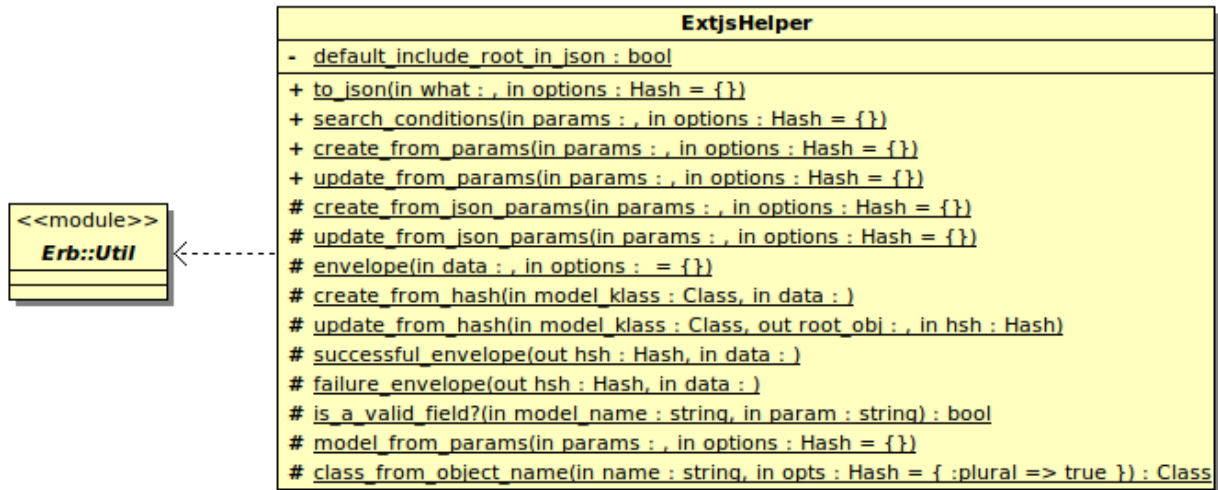 <<module>>
Erb::Util
ExtjsHelper
- default_include_root_in_json : bool
+ to_json(in what : , in options : Hash = {})
+ search_conditions(in params : , in options : Hash = {})
+ create_from_params(in params : , in options : Hash = {})
+ update_from_params(in params : , in options : Hash = {})
# create_from_json_params(in params : , in options : Hash = {})
# update_from_json_params(in params : , in options : Hash = {})
# envelope(in data : , in options :  = {})
# create_from_hash(in model_klass : Class, in data : )
# update_from_hash(in model_klass : Class, out root_obj : , in hsh : Hash)
# successful_envelope(out hsh : Hash, in data : )
# failure_envelope(out hsh : Hash, in data : )
# is_a_valid_field?(in model_name : string, in param : string) : bool
# model_from_params(in params : , in options : Hash = {})
# class_from_object_name(in name : string, in opts : Hash = { :plural => true }) : Class